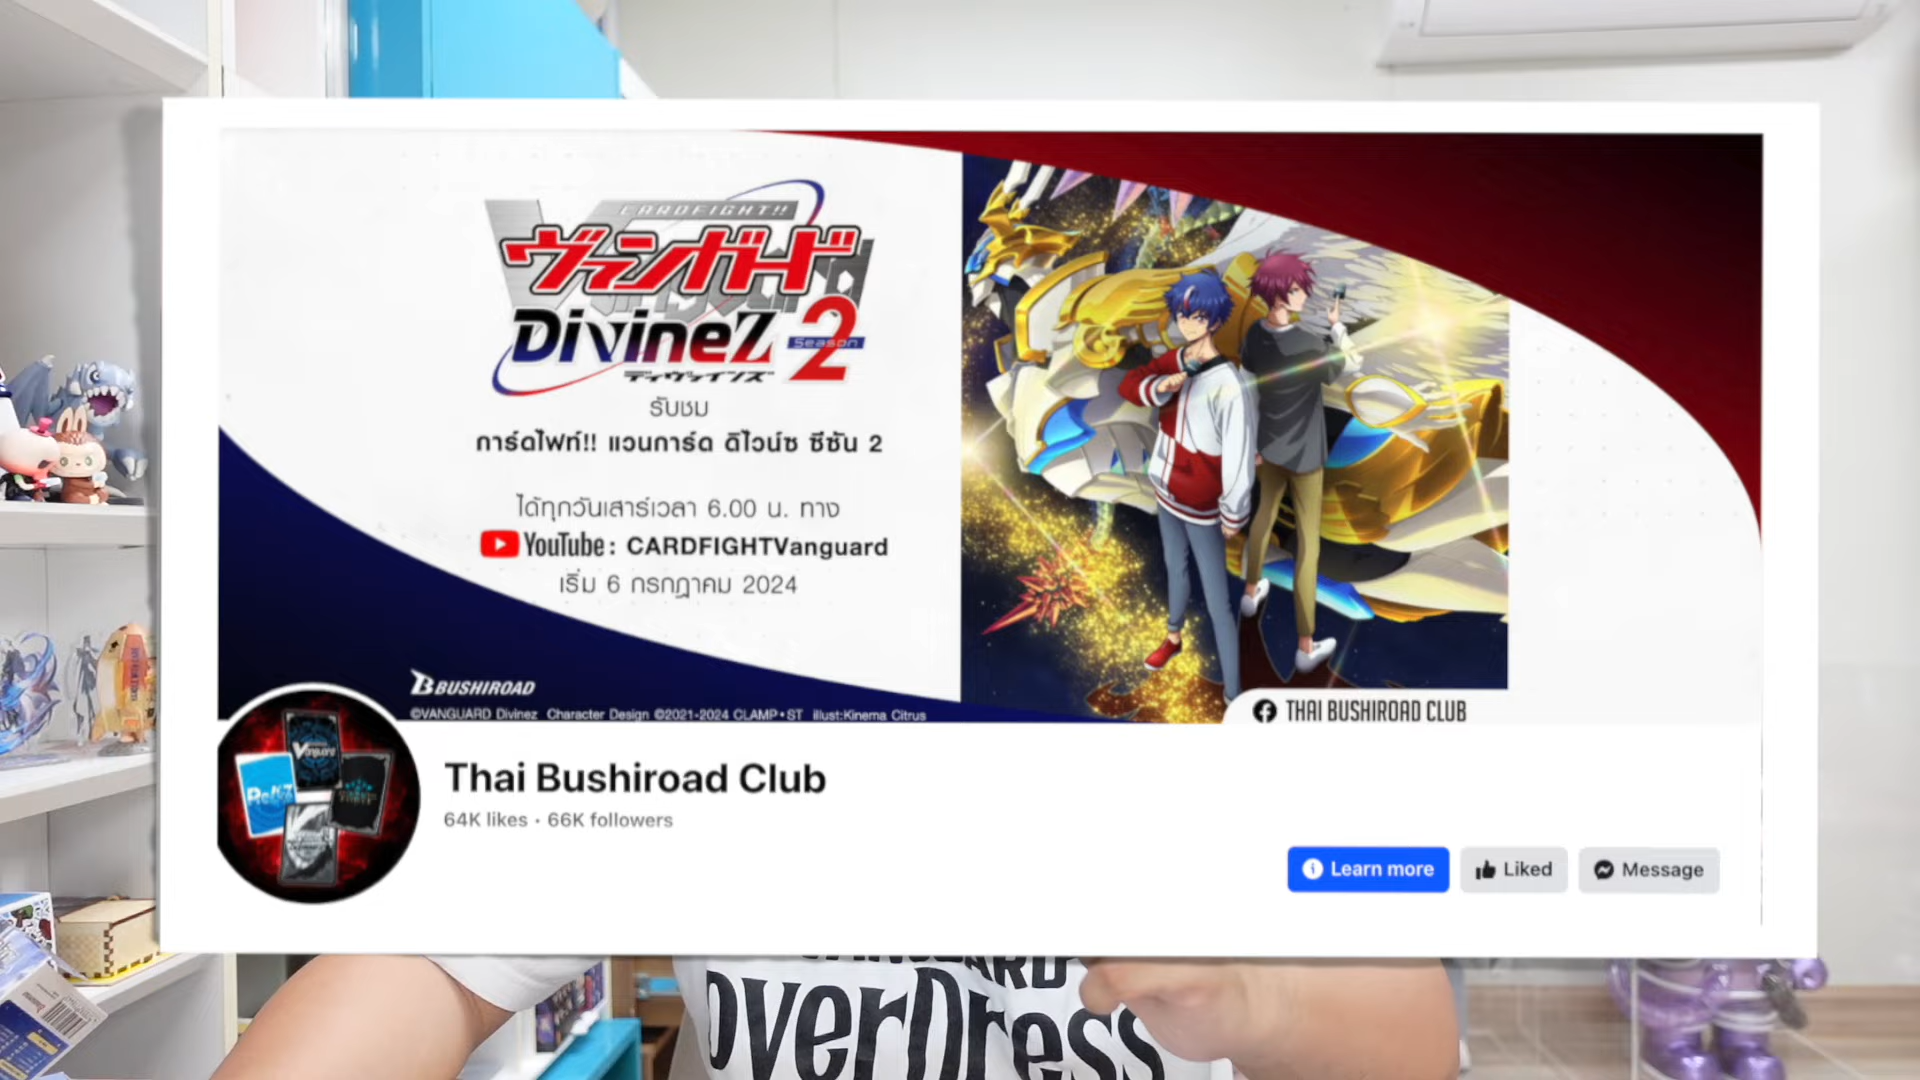 CARDFIGHT!!
ヴァンガード
DivineZ Season 2
ディヴァインズ
รับชม
การ์ดไฟท์!! แวนการ์ด ดิไวน์ซ ซีซัน 2
ได้ทุกวันเสาร์เวลา 6.00 น. ทาง
YouTube : CARDFIGHTVanguard
เริ่ม 6 กรกฎาคม 2024
BUSHIROAD
©VANGUARD Divinez Character Design ©2021-2024 CLAMP・ST illust:Kinema Citrus
THAI BUSHIROAD CLUB
Vanguard
Thai Bushiroad Club
64K likes · 66K followers
Learn more
Liked
Message
VANGUARD
overDress